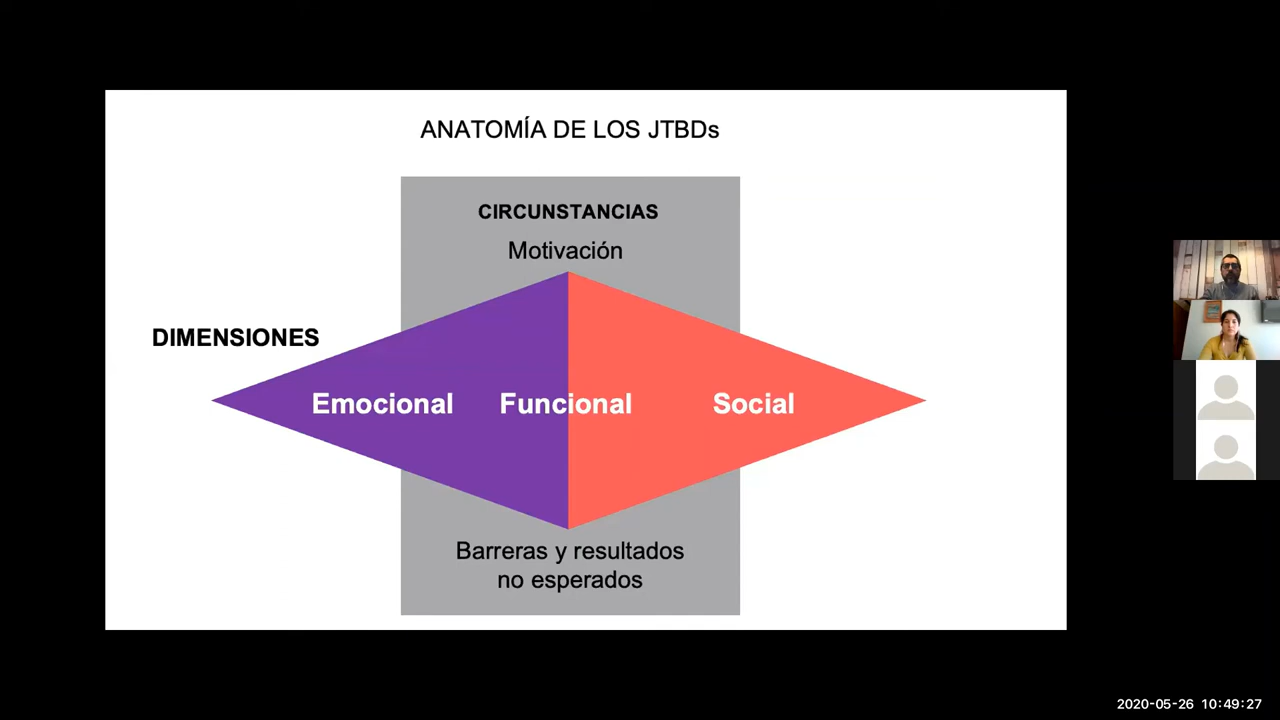 ANATOMÍA DE LOS JTBDs
CIRCUNSTANCIAS
Motivación
DIMENSIONES
Emocional
Funcional
Social
Barreras y resultados
no esperados
2020-05-26 10:49:27